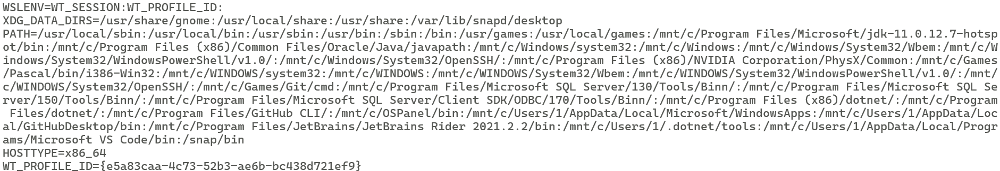 WSLENV=WT_SESSION:WT_PROFILE_ID:
XDG_DATA_DIRS=/usr/share/gnome:/usr/local/share:/usr/share:/var/lib/snapd/desktop
PATH=/usr/local/sbin:/usr/local/bin:/usr/sbin:/usr/bin:/sbin:/bin:/usr/games:/usr/local/games:/mnt/c/Program Files/Microsoft/jdk-11.0.12.7-hotsp
ot/bin:/mnt/c/Program Files (x86)/Common Files/Oracle/Java/javapath:/mnt/c/Windows/system32:/mnt/c/Windows:/mnt/c/Windows/System32/Wbem:/mnt/c/W
indows/System32/WindowsPowerShell/v1.0/:/mnt/c/Windows/System32/OpenSSH/:/mnt/c/Program Files (x86)/NVIDIA Corporation/PhysX/Common:/mnt/c/Games
/Pascal/bin/i386-Win32:/mnt/c/WINDOWS/system32:/mnt/c/WINDOWS:/mnt/c/WINDOWS/System32/Wbem:/mnt/c/WINDOWS/System32/WindowsPowerShell/v1.0/:/mnt/
c/WINDOWS/System32/OpenSSH/:/mnt/c/Games/Git/cmd:/mnt/c/Program Files/Microsoft SQL Server/130/Tools/Binn/:/mnt/c/Program Files/Microsoft SQL Se
rver/150/Tools/Binn/:/mnt/c/Program Files/Microsoft SQL Server/Client SDK/ODBC/170/Tools/Binn/:/mnt/c/Program Files (x86)/dotnet/:/mnt/c/Program
 Files/dotnet/:/mnt/c/Program Files/GitHub CLI/:/mnt/c/OSPanel/bin:/mnt/c/Users/1/AppData/Local/Microsoft/WindowsApps:/mnt/c/Users/1/AppData/Loc
al/GitHubDesktop/bin:/mnt/c/Program Files/JetBrains/JetBrains Rider 2021.2.2/bin:/mnt/c/Users/1/.dotnet/tools:/mnt/c/Users/1/AppData/Local/Progr
ams/Microsoft VS Code/bin:/snap/bin
HOSTTYPE=x86_64
WT_PROFILE_ID={e5a83caa-4c73-52b3-ae6b-bc438d721ef9}